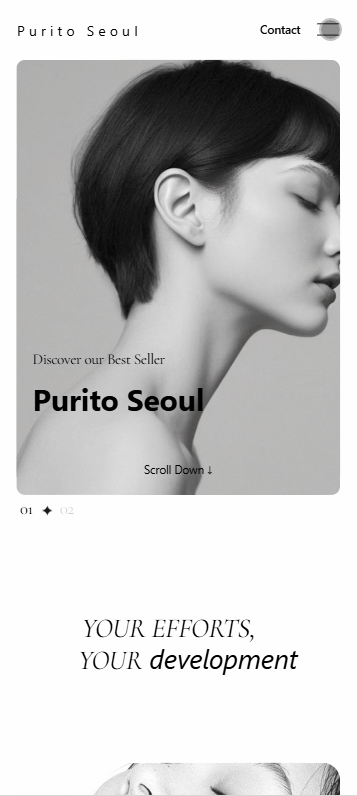 Purito Seoul
Contact
Discover our Best Seller
Purito Seoul
Scroll Down ↓
01 ✦ 02
YOUR EFFORTS,
YOUR development